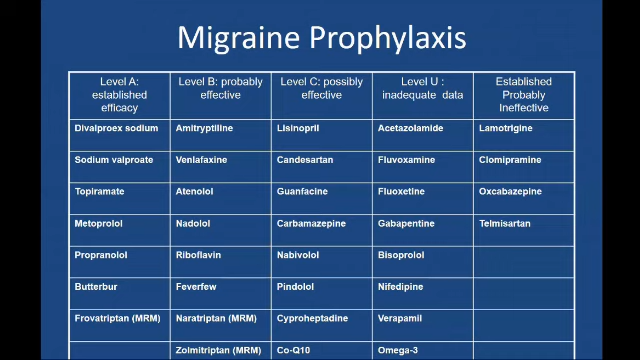 Migraine Prophylaxis
Level A: Level B: probably Level C: possibly Level U : Established
established effective effective inadequate data Probably
efficacy Ineffective
Divalproex sodium Amitryptiline Lisinopril Acetazolamide Lamotrigine
Sodium valproate Venlafaxine Candesartan Fluvoxamine Clomipramine
Topiramate Atenolol Guanfacine Fluoxetine Oxcabazepine
Metoprolol Nadolol Carbamazepine Gabapentine Telmisartan
Propranolol Riboflavin Nabivolol Bisoprolol
Butterbur Feverfew Pindolol Nifedipine
Frovatriptan (MRM) Naratriptan (MRM) Cyproheptadine Verapamil
Zolmitriptan (MRM) Co-Q10 Omega-3